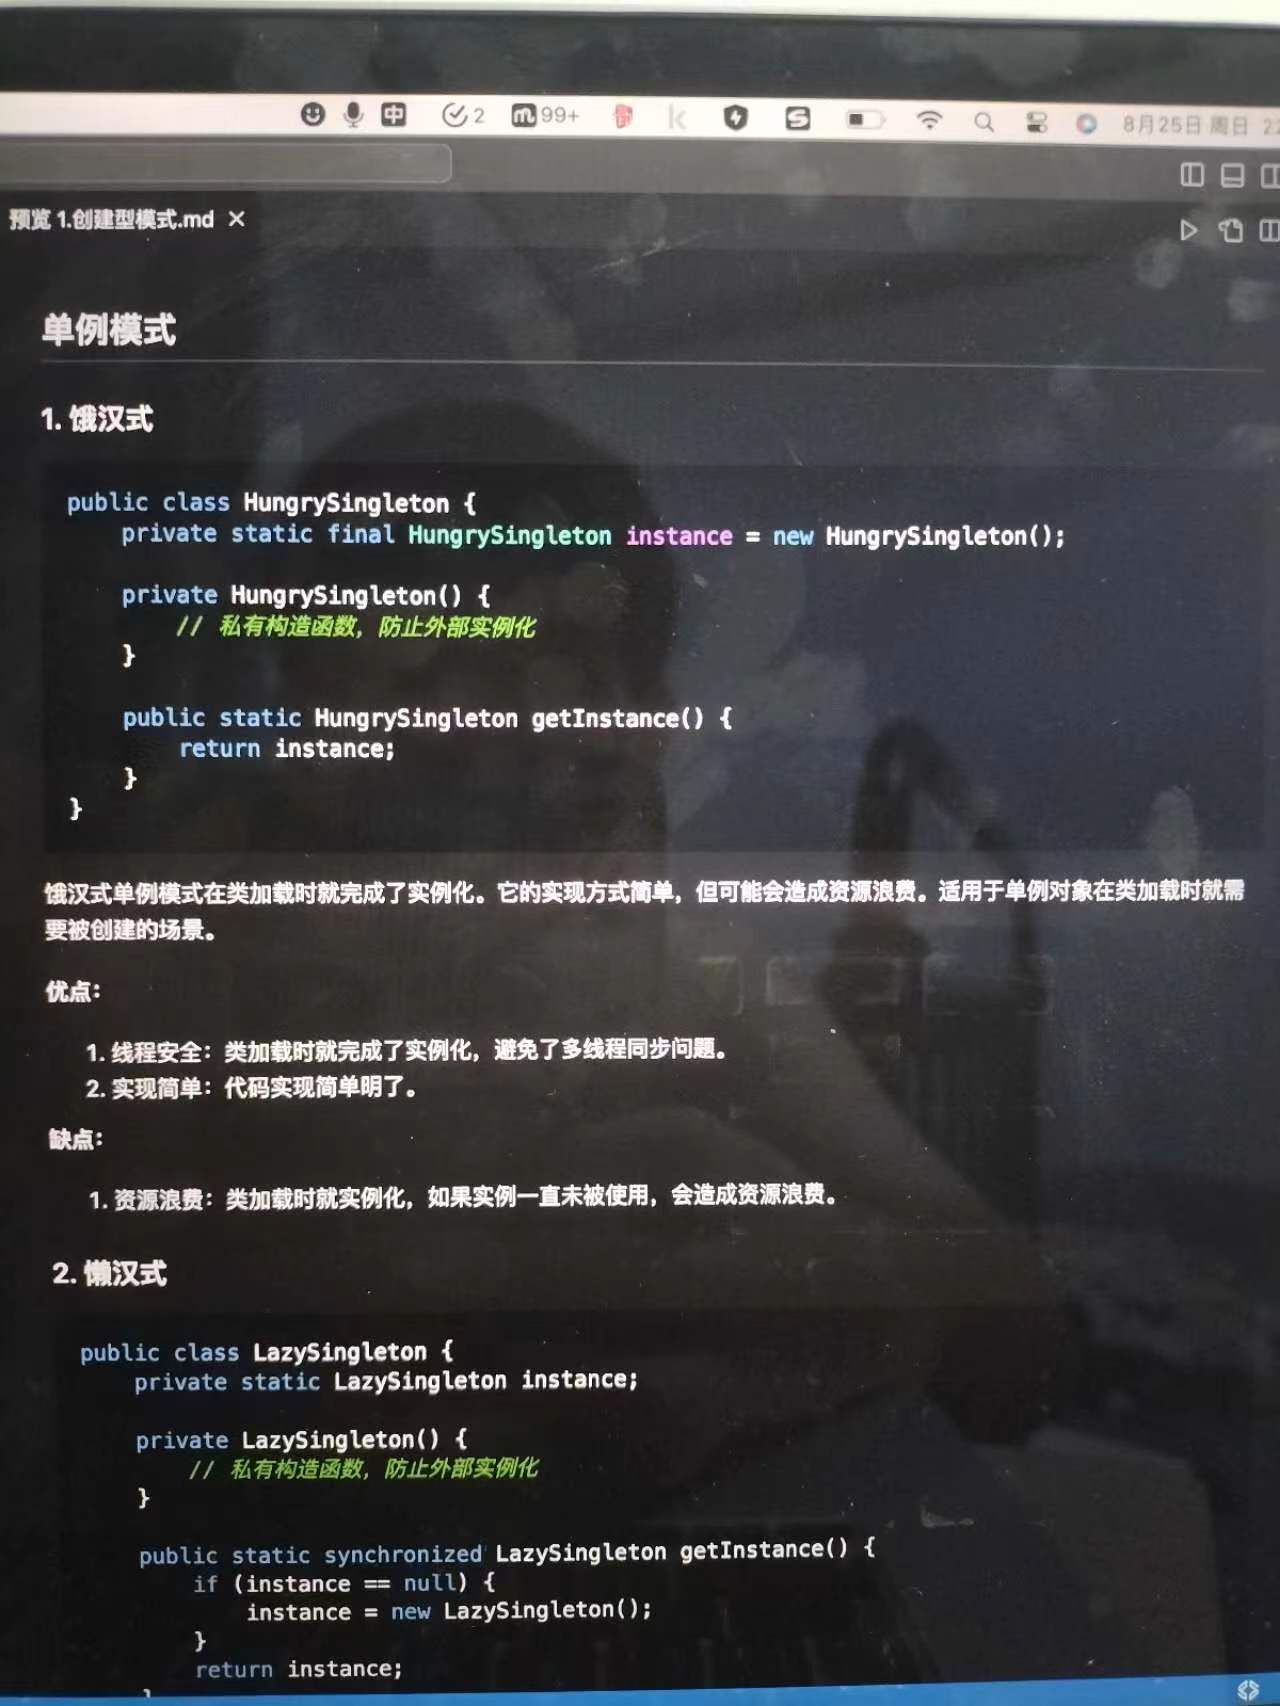 中 2 99+ 8月25日 周日
预览 1.创建型模式.md ×
单例模式
1. 饿汉式
public class HungrySingleton {
    private static final HungrySingleton instance = new HungrySingleton();
    private HungrySingleton() {
        // 私有构造函数，防止外部实例化
    }
    public static HungrySingleton getInstance() {
        return instance;
    }
}
饿汉式单例模式在类加载时就完成了实例化。它的实现方式简单，但可能会造成资源浪费。适用于单例对象在类加载时就需
要被创建的场景。
优点：
1. 线程安全：类加载时就完成了实例化，避免了多线程同步问题。
2. 实现简单：代码实现简单明了。
缺点：
1. 资源浪费：类加载时就实例化，如果实例一直未被使用，会造成资源浪费。
2. 懒汉式
public class LazySingleton {
    private static LazySingleton instance;
    private LazySingleton() {
        // 私有构造函数，防止外部实例化
    }
    public static synchronized LazySingleton getInstance() {
        if (instance == null) {
            instance = new LazySingleton();
        }
        return instance;